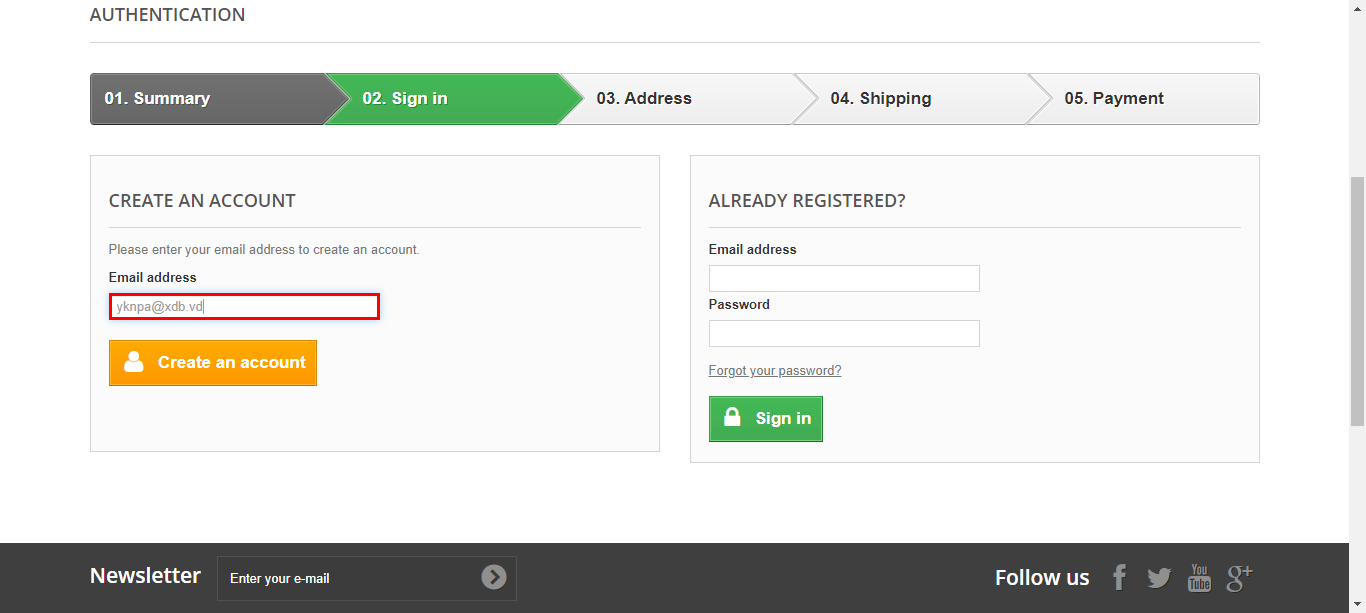 AUTHENTICATION
01. Summary
02. Sign in
03. Address
04. Shipping
05. Payment
CREATE AN ACCOUNT
Please enter your email address to create an account.
Email address
yknpa@xdb.vd
Create an account
ALREADY REGISTERED?
Email address
Password
Forgot your password?
Sign in
Newsletter
Enter your e-mail
Follow us
You
Tube
g+